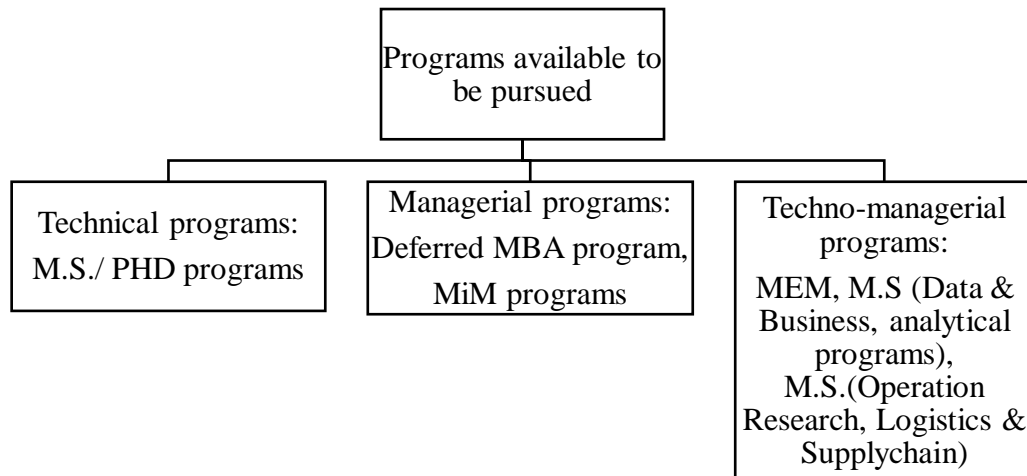 Programs available to
be pursued
Technical programs:
M.S./ PHD programs
Managerial programs:
Deferred MBA program,
MiM programs
Techno-managerial
programs:
MEM, M.S (Data &
Business, analytical
programs),
M.S.(Operation
Research, Logistics &
Supplychain)